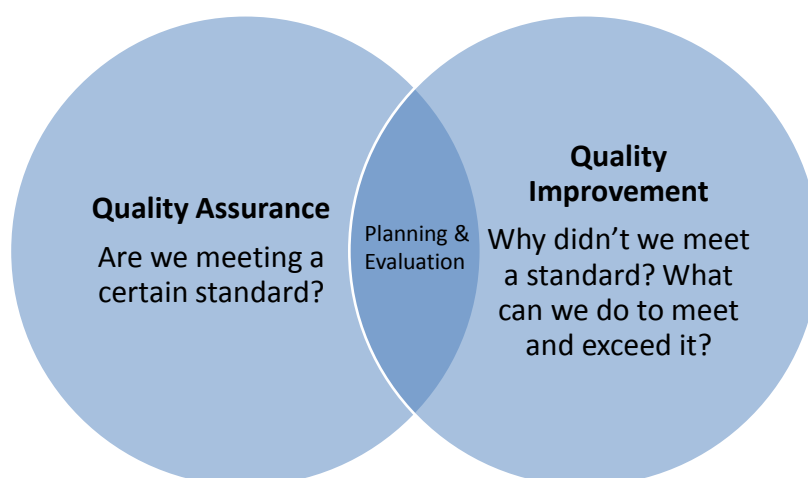 Quality Assurance
Are we meeting a
certain standard?
Planning &
Evaluation
Quality
Improvement
Why didn’t we meet
a standard? What
can we do to meet
and exceed it?